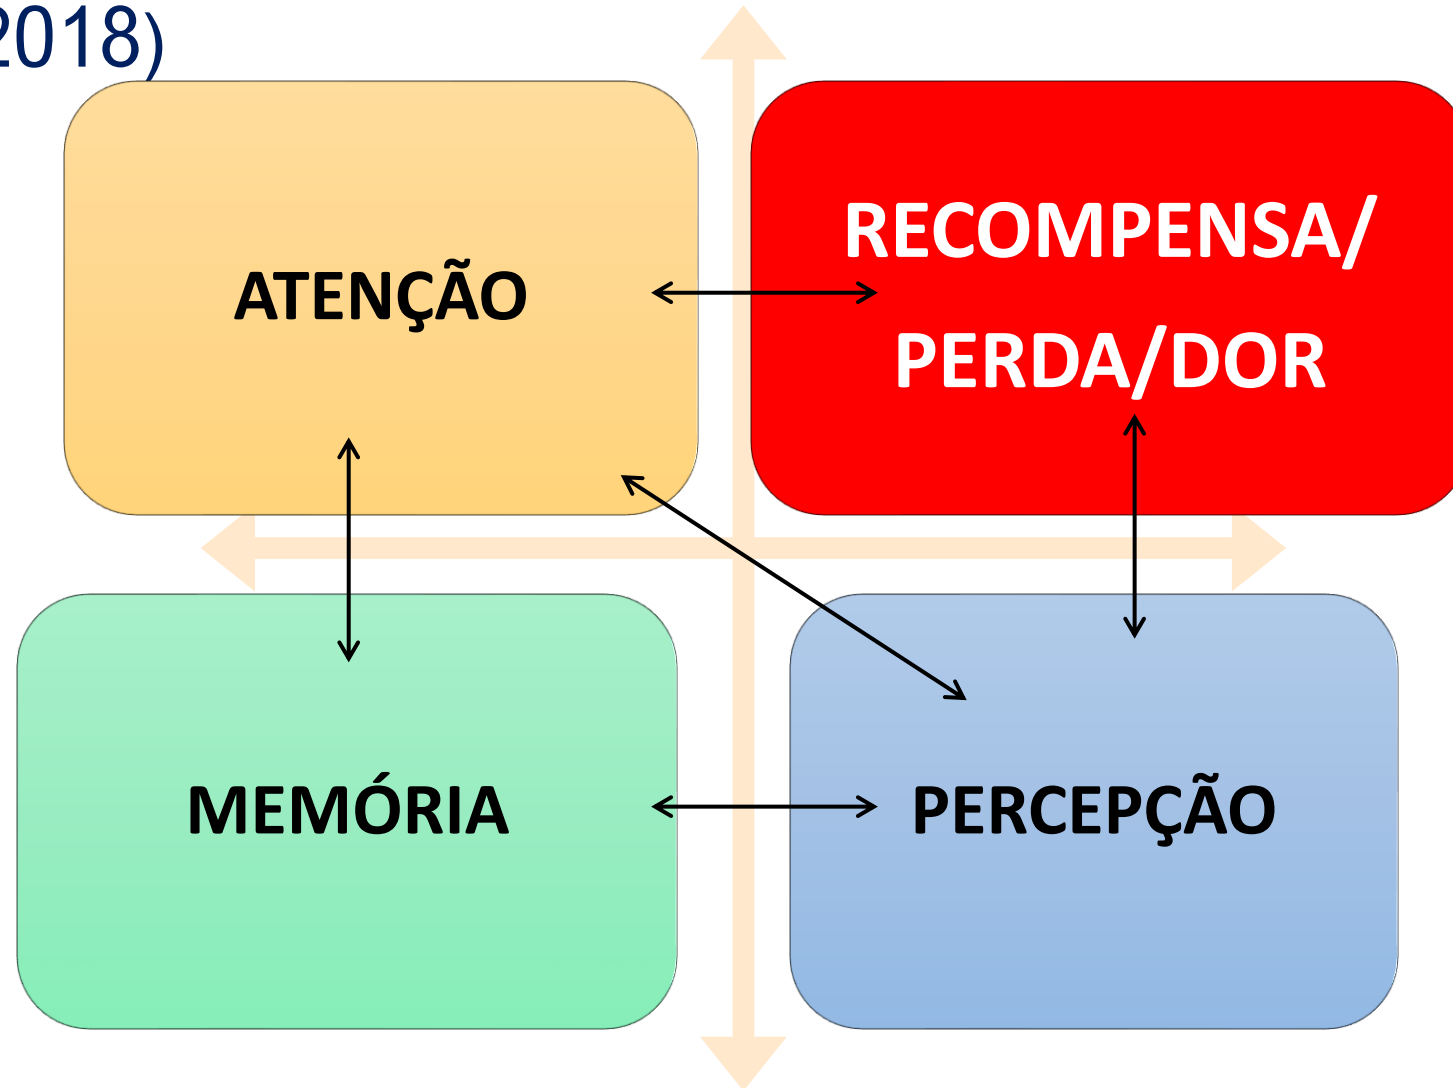 2018)
ATENÇÃO
RECOMPENSA/
PERDA/DOR
MEMÓRIA
PERCEPÇÃO